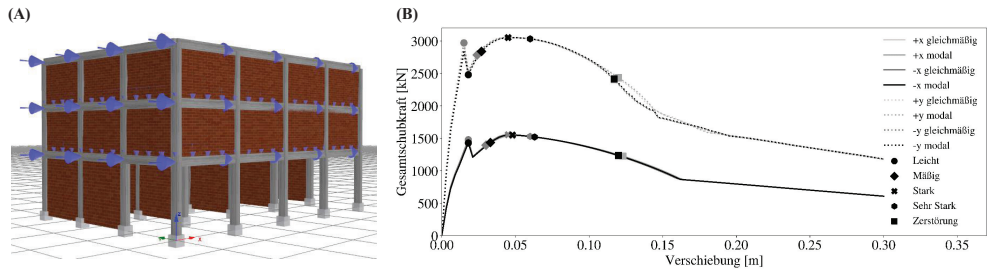 (A)
(B)
x
Gesamtschubkraft [kN]
3000
2500
2000
1500
1000
500
0
0.00
0.05
0.10
0.15
0.20
0.25
0.30
0.35
Verschiebung [m]
+x gleichmäßig
+x modal
-x gleichmäßig
-x modal
+y gleichmäßig
+y modal
-y gleichmäßig
-y modal
Leicht
Mäßig
Stark
Sehr Stark
Zerstörung